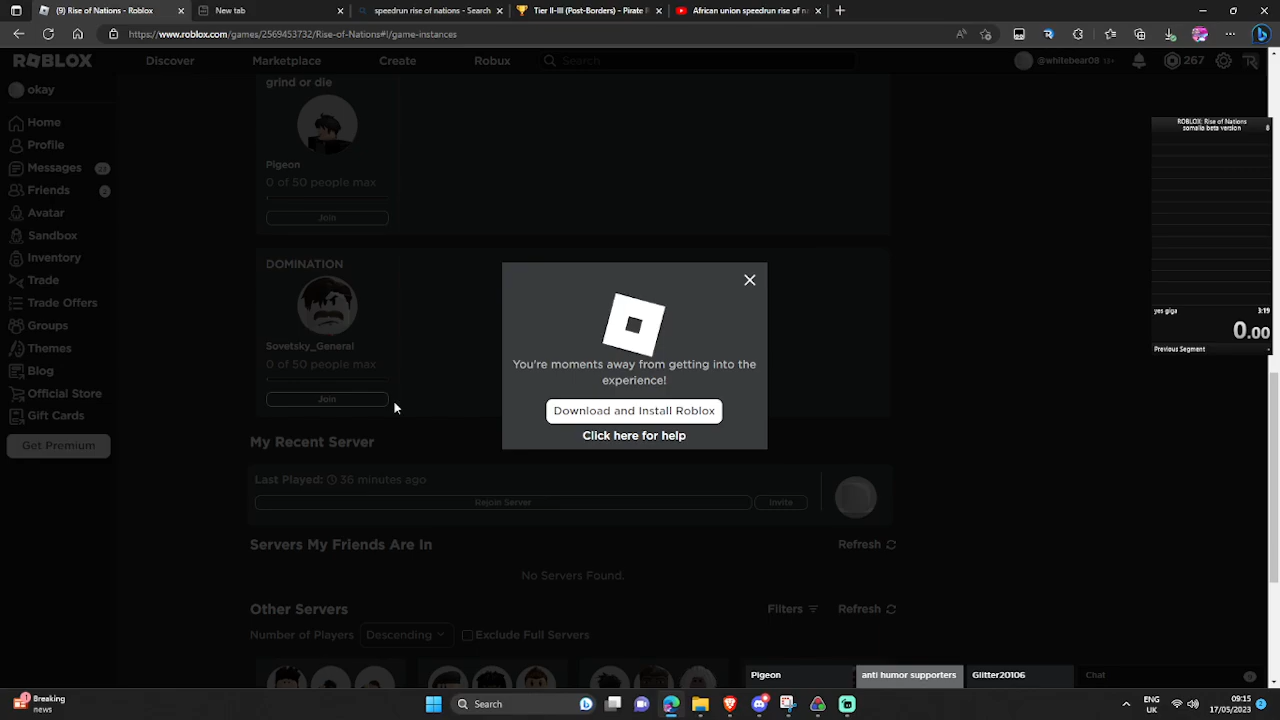 (9) Rise of Nations - Roblox
New tab
speedrun rise of nations - Search
Tier II-III (Post-Borders) - Pirate
African union speedrun rise of n
https://www.roblox.com/games/2569453732/Rise-of-Nations#!/game-instances
ROBLOX
Discover
Marketplace
Create
Robux
Search
@whitebear08 13+
267
okay
Home
Profile
Messages
Friends 2
Avatar
Sandbox
Inventory
Trade
Trade Offers
Groups
Themes
Blog
Official Store
Gift Cards
Get Premium
grind or die
Pigeon
0 of 50 people max
Join
DOMINATION
Sovetsky_General
0 of 50 people max
Join
You're moments away from getting into the
experience!
Download and Install Roblox
Click here for help
My Recent Server
Last Played: 36 minutes ago
Rejoin Server
Invite
Servers My Friends Are In
Refresh
No Servers Found.
Other Servers
Filters
Refresh
Number of Players
Descending
Exclude Full Servers
ROBLOX: Rise of Nations
somalia beta version
yes giga 3:19
0.00
Previous Segment -
Pigeon
anti humor supporters
Glitter20106
Chat
Breaking
news
Search
ENG
UK
09:15
17/05/2023